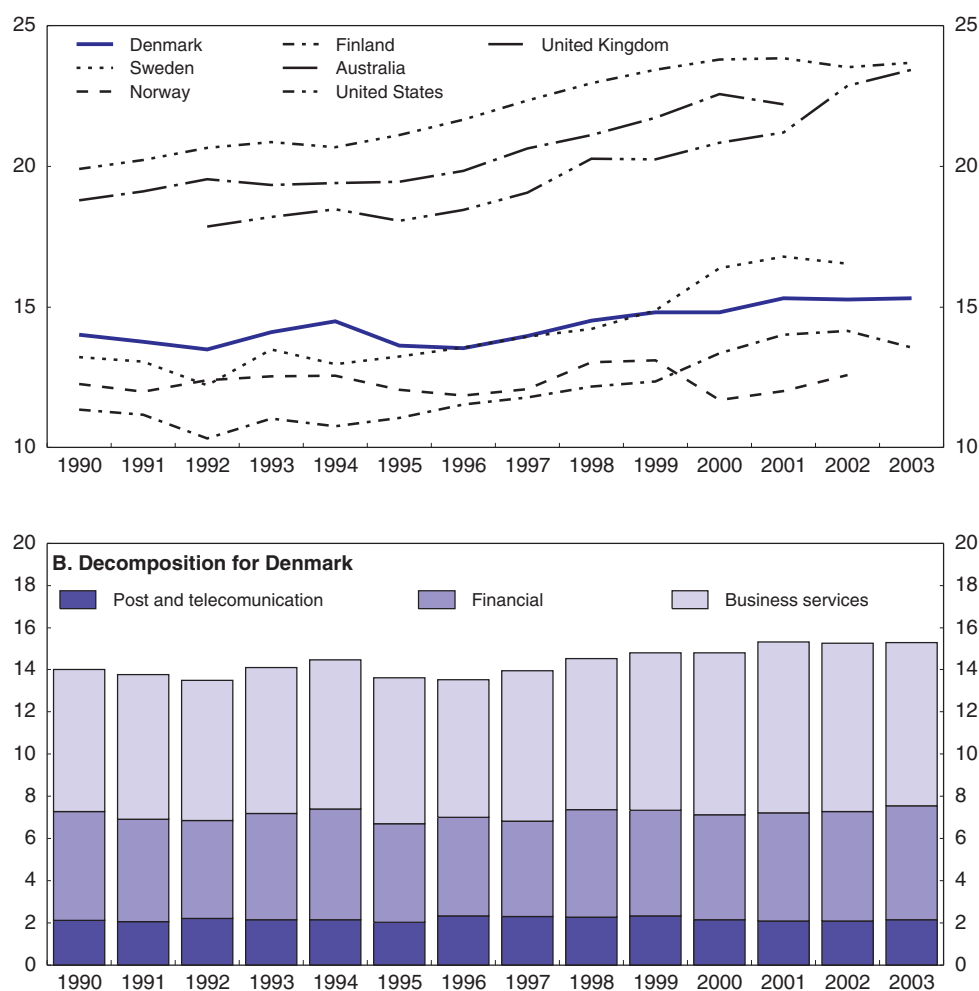 25 25
Denmark Finland United Kingdom
Sweden Australia
Norway United States
20 20
15 15
10 10
1990 1991 1992 1993 1994 1995 1996 1997 1998 1999 2000 2001 2002 2003
20 20
B. Decomposition for Denmark
18 18
Post and telecomunication Financial Business services
16 16
14 14
12 12
10 10
8 8
6 6
4 4
2 2
0 0
1990 1991 1992 1993 1994 1995 1996 1997 1998 1999 2000 2001 2002 2003